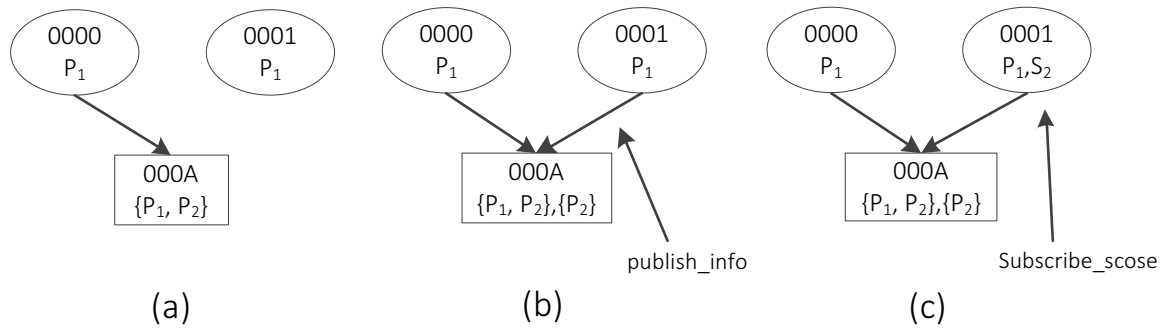 0000
P₁
0001
P₁
000A
{P₁, P₂}
(a)
0000
P₁
0001
P₁
000A
{P₁, P₂},{P₂}
publish_info
(b)
0000
P₁
0001
P₁,S₂
000A
{P₁, P₂},{P₂}
Subscribe_scose
(c)